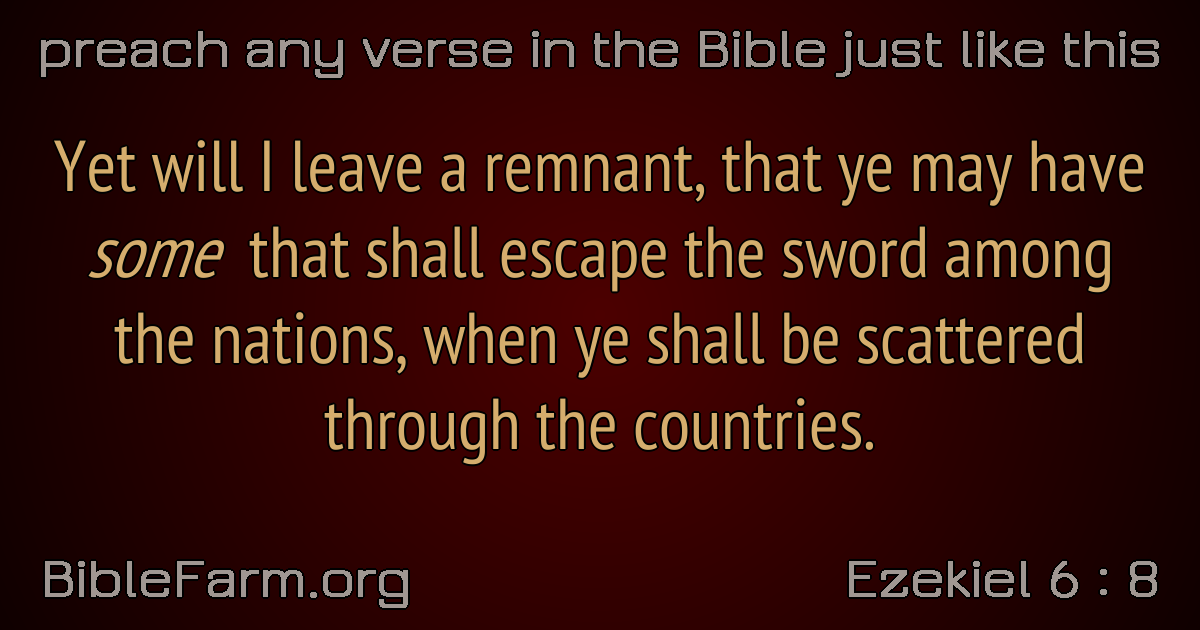 preach any verse in the Bible just like this
Yet will I leave a remnant, that ye may have
some that shall escape the sword among
the nations, when ye shall be scattered
through the countries.
BibleFarm.org
Ezekiel 6 : 8